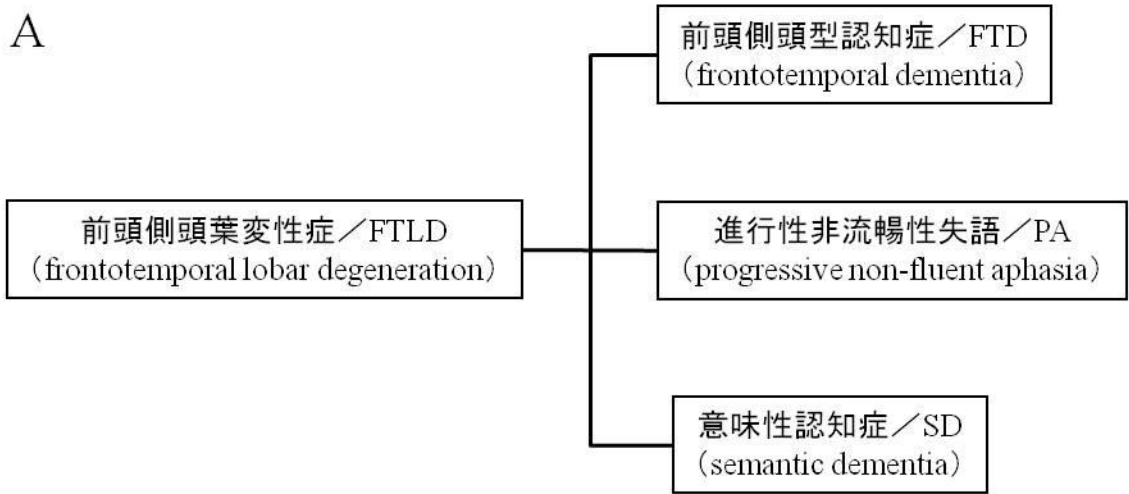 A
前頭側頭型認知症／FTD
（frontotemporal dementia）
前頭側頭葉変性症／FTLD
（frontotemporal lobar degeneration）
進行性非流暢性失語／PA
（progressive non-fluent aphasia）
意味性認知症／SD
（semantic dementia）